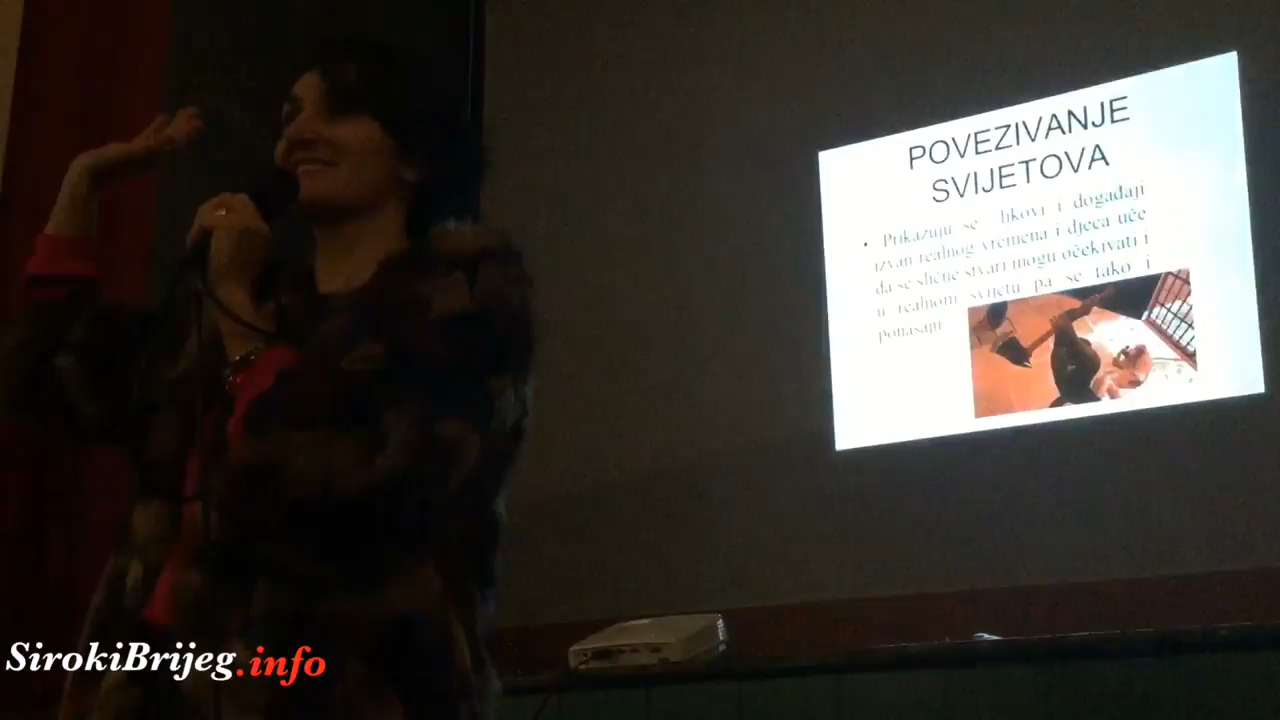 POVEZIVANJE
SVIJETOVA
• Prikazuju se likovi i događaji
izvan realnog vremena i djeca uče
da se slične stvari mogu očekivati i
u realnom svijetu pa se tako i
ponašaju
SirokiBrijeg.info